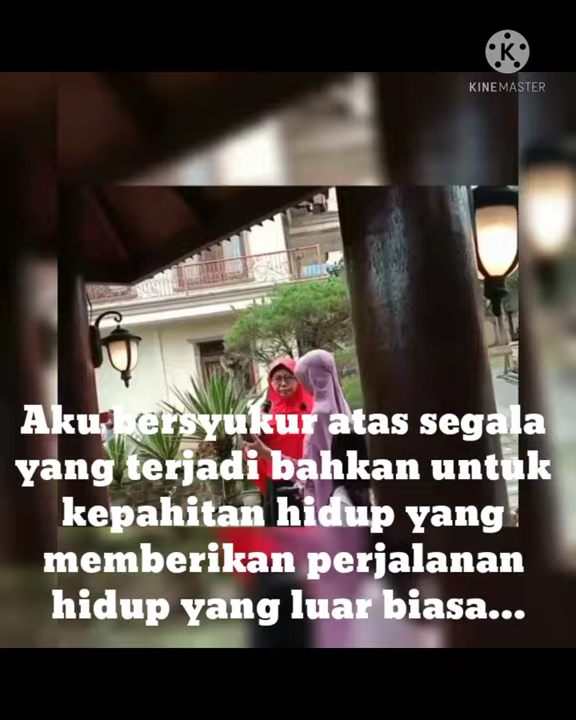 K
KINEMASTER
Aku bersyukur atas segala
yang terjadi bahkan untuk
kepahitan hidup yang
memberikan perjalanan
hidup yang luar biasa...